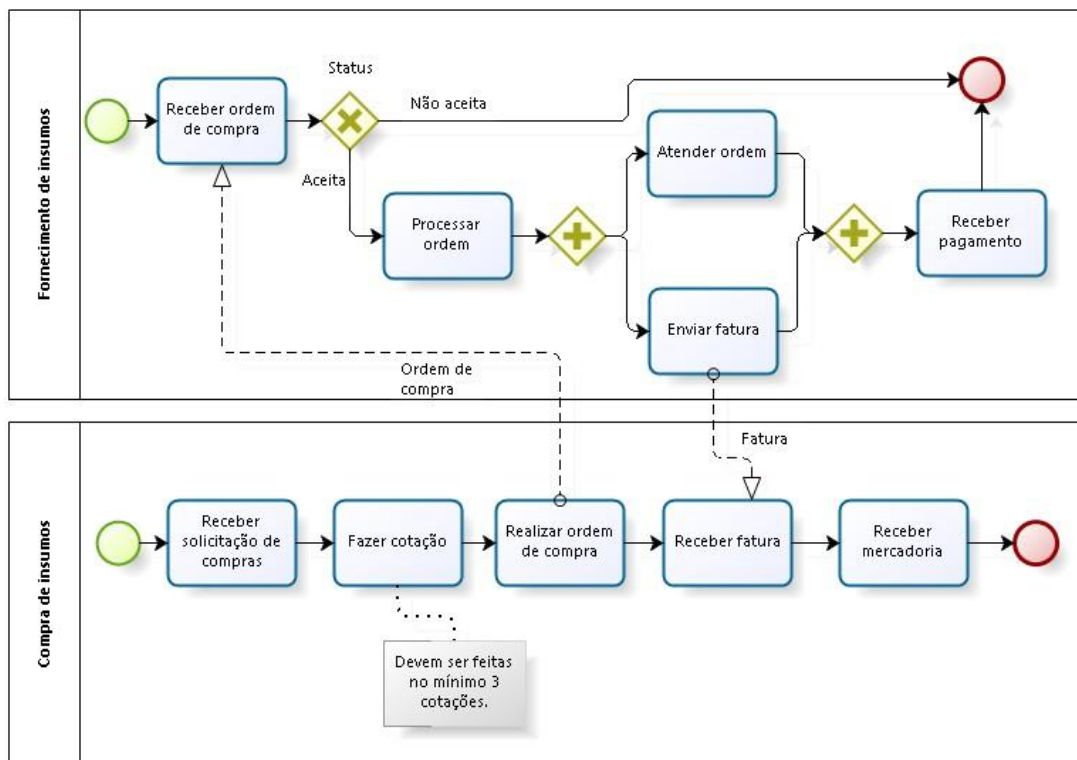 Fornecimento de insumos
Receber ordem
de compra
Status
Não aceita
Aceita
Processar
ordem
Atender ordem
Enviar fatura
Receber
pagamento
Ordem de
compra
Fatura
Compra de insumos
Receber
solicitação de
compras
Fazer cotação
Realizar ordem
de compra
Receber fatura
Receber
mercadoria
Devem ser feitas
no mínimo 3
cotações.